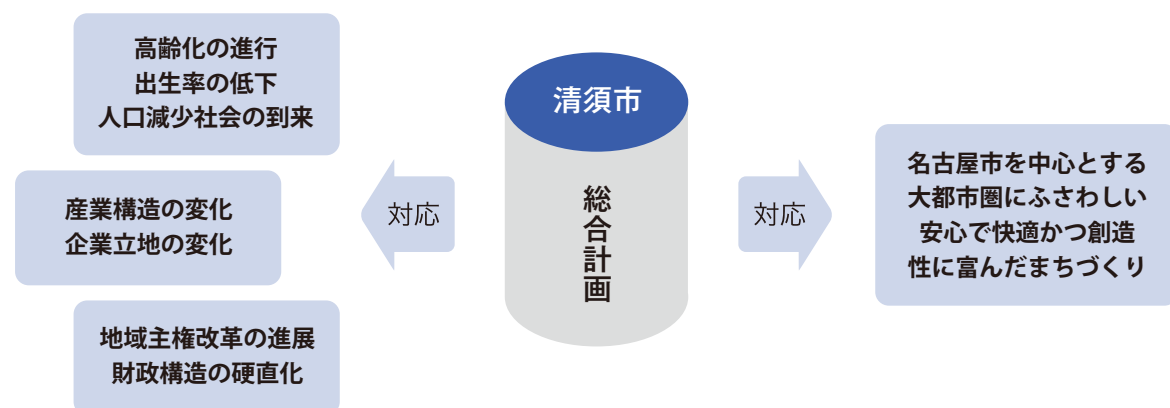 高齢化の進行
出生率の低下
人口減少社会の到来
産業構造の変化
企業立地の変化
地域主権改革の進展
財政構造の硬直化
対応
清須市
総合計画
対応
名古屋市を中心とする
大都市圏にふさわしい
安心で快適かつ創造
性に富んだまちづくり